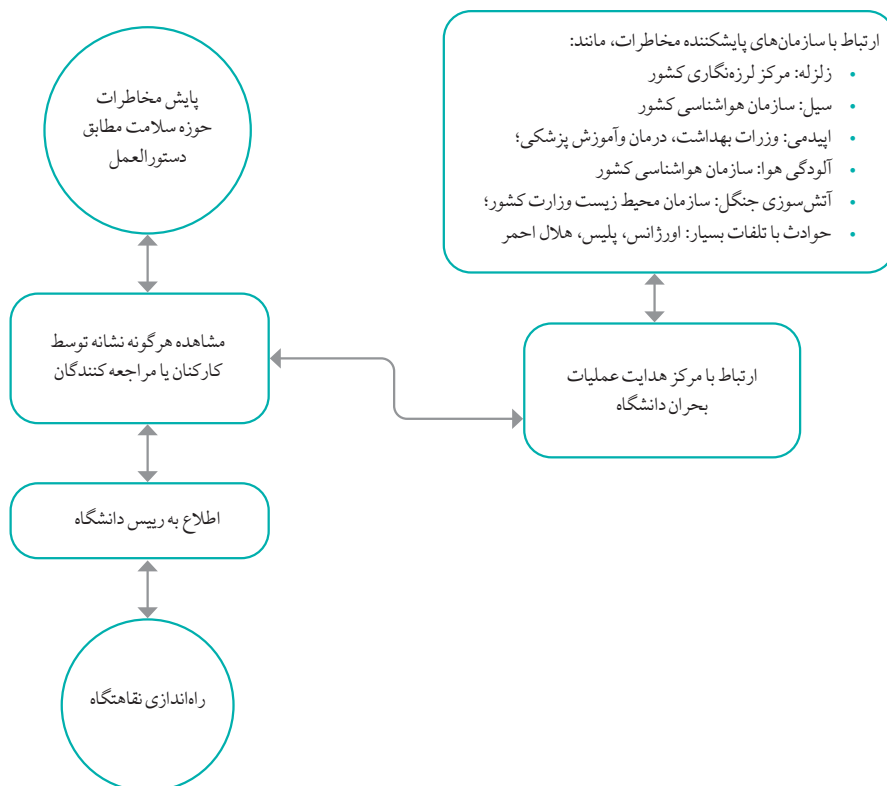 ارتباط با سازمان‌های پایشکننده مخاطرات، مانند:
• زلزله: مرکز لرزه‌نگاری کشور
• سیل: سازمان هواشناسی کشور
• اپیدمی: وزرات بهداشت، درمان وآموزش پزشکی؛
• آلودگی هوا: سازمان هواشناسی کشور
• آتش‌سوزی جنگل: سازمان محیط زیست وزارت کشور؛
• حوادث با تلفات بسیار: اورژانس، پلیس، هلال احمر
پایش مخاطرات
حوزه سلامت مطابق
دستورالعمل
مشاهده هرگونه نشانه توسط
کارکنان یا مراجعه کنندگان
ارتباط با مرکز هدایت عملیات
بحران دانشگاه
اطلاع به رییس دانشگاه
راه‌اندازی نقاهتگاه